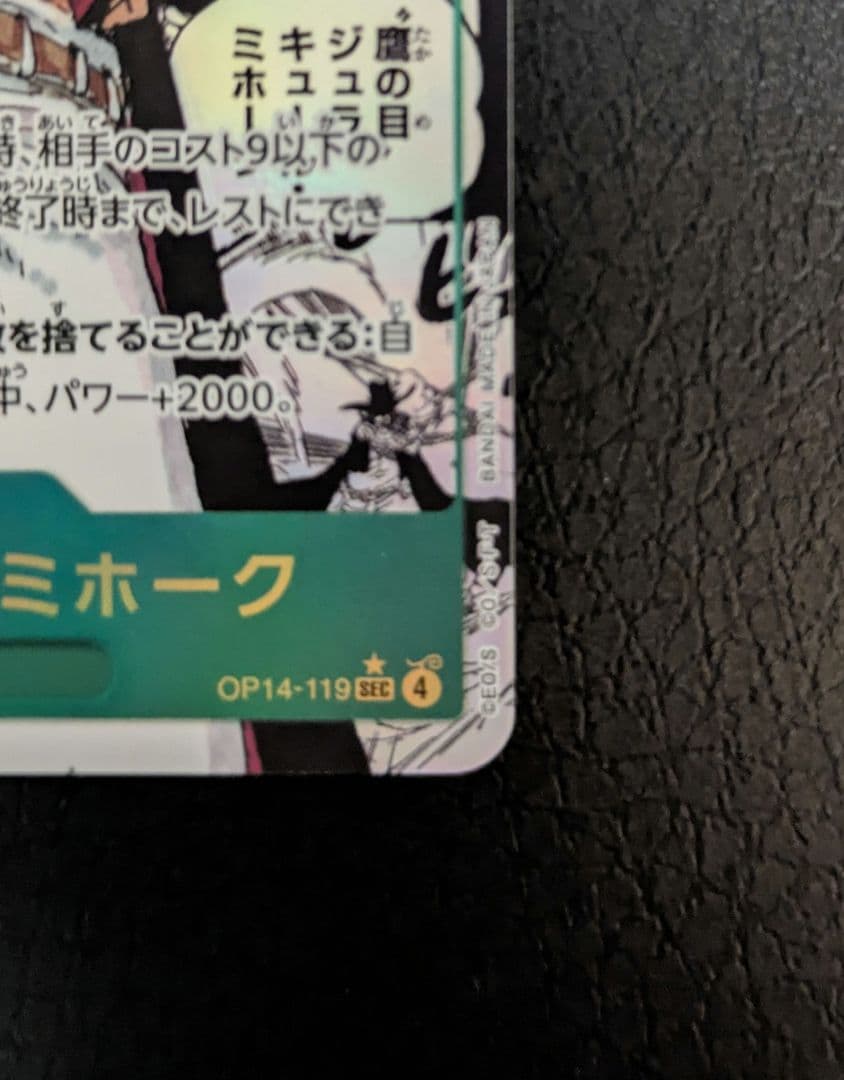 “鷹の目
ジュラ
キュー
ミホー
時、相手のコスト9以下の
終了時まで、レストにでき
を捨てることができる:自
中、パワー+2000。
ミホーク
OP14-119 SEC 4
BANDAI MADE IN JAPAN
©E.O./S. ©O./S.,F.,T.